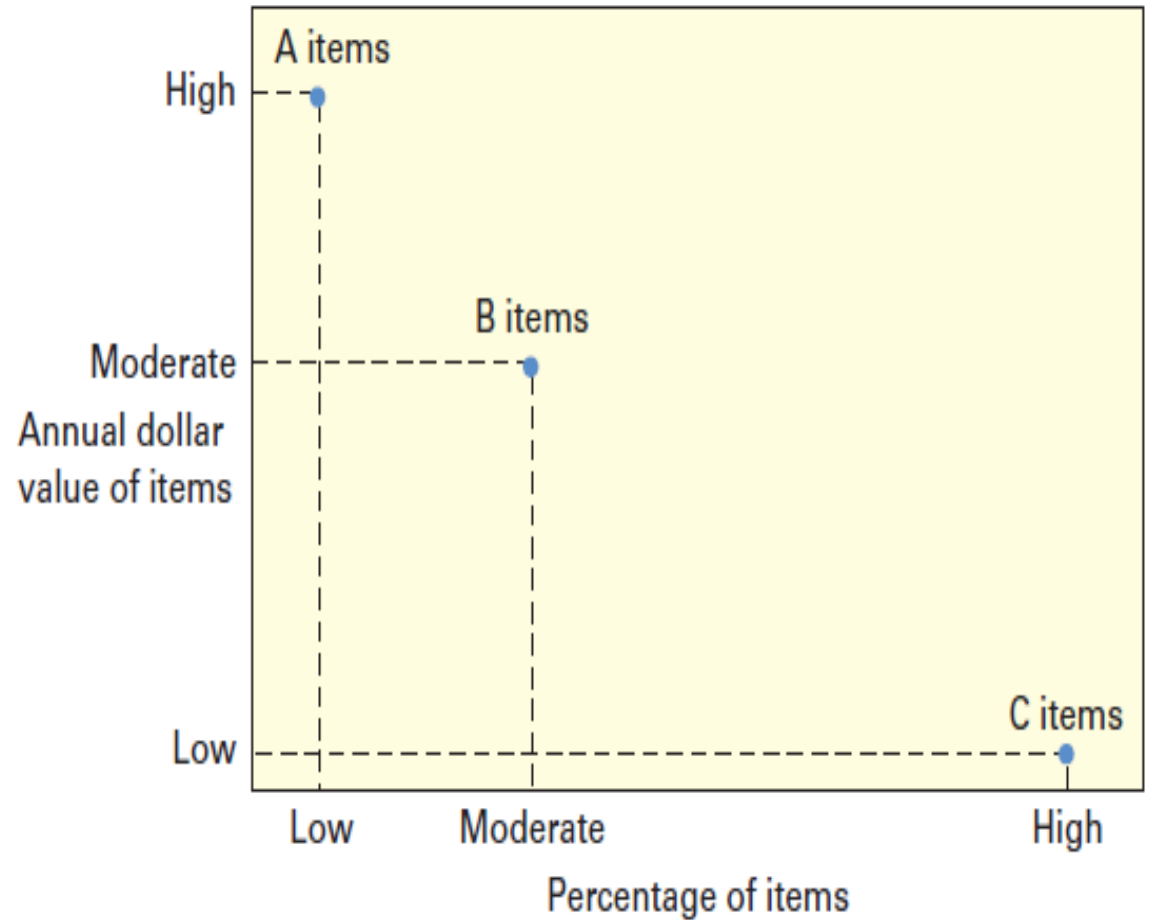 A items
High
B items
Moderate
Annual dollar
value of items
C items
Low
Low Moderate High
Percentage of items